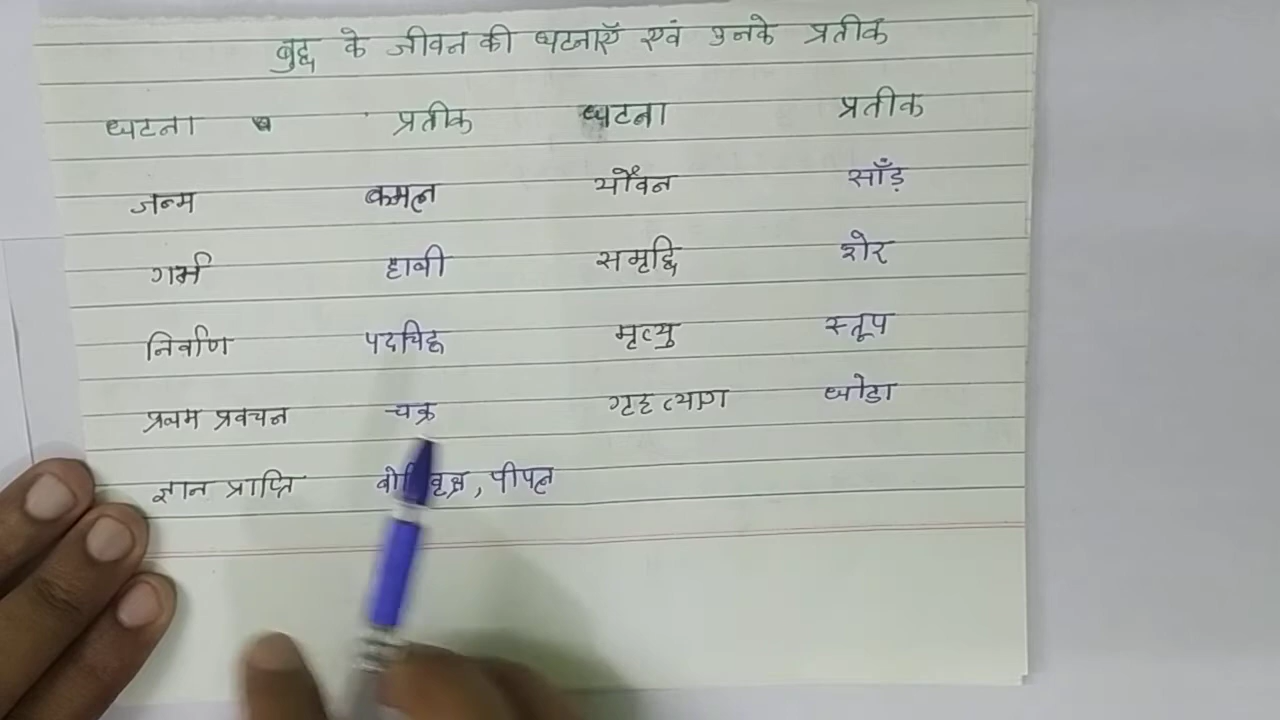 बुद्ध के जीवन की घटनाएँ एवं उनके प्रतीक
घटना प्रतीक घटना प्रतीक
जन्म कमल यौवन साँड़
गर्भ हाथी समृद्धि शेर
निर्वाण पदचिह्न मृत्यु स्तूप
प्रथम प्रवचन चक्र गृह त्याग घोडा
ज्ञान प्राप्ति पीपल